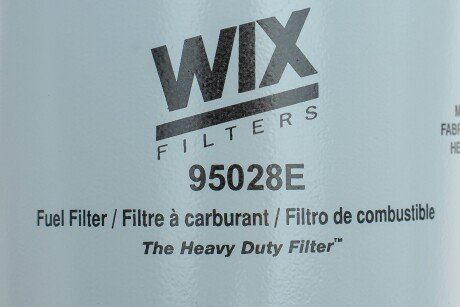 WIX
FILTERS
95028E
Fuel Filter / Filtre à carburant / Filtro de combustible
The Heavy Duty Filter™